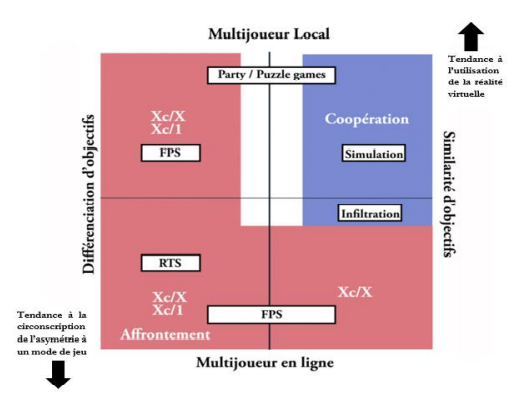 Multijoueur Local
Tendance à
l'utilisation
de la réalité
virtuelle
Party / Puzzle games
Xc/X
Xc/1
Coopération
FPS
Simulation
Différenciation d'objectifs
Similarité d'objectifs
Infiltration
RTS
Xc/X
Xc/X
Xc/1
FPS
Affrontement
Tendance à la
circonscription
de l'asymétrie à
un mode de jeu
Multijoueur en ligne